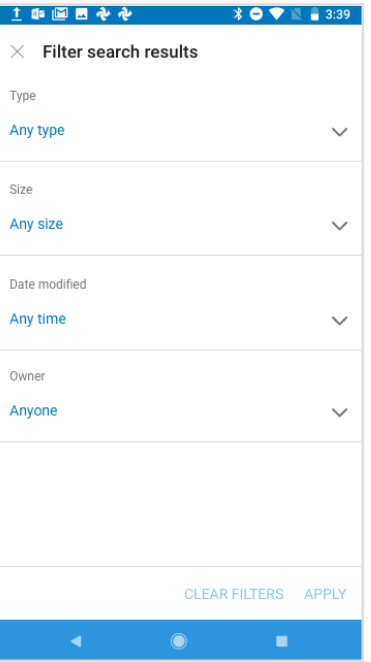 3:39
Filter search results
Type
Any type
Size
Any size
Date modified
Any time
Owner
Anyone
CLEAR FILTERS APPLY